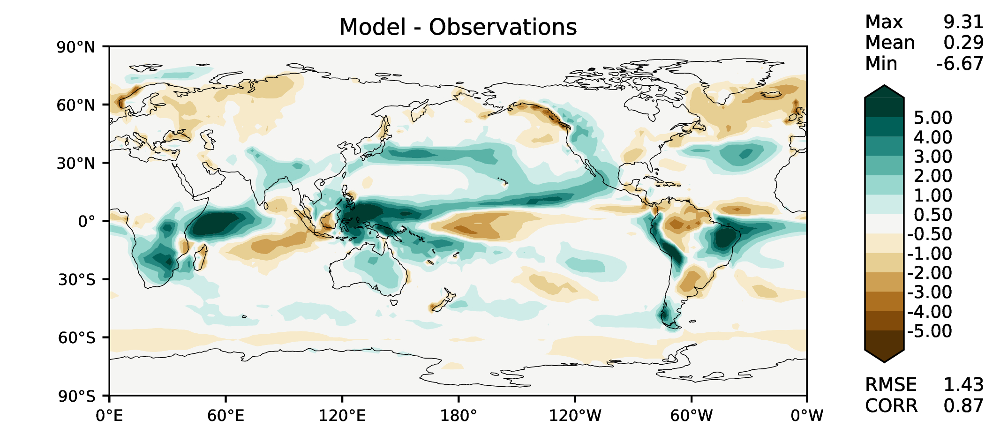 Model - Observations
Max 9.31
Mean 0.29
Min -6.67
90°N
60°N
30°N
0°
30°S
60°S
90°S
0°E 60°E 120°E 180° 120°W 60°W 0°W
5.00
4.00
3.00
2.00
1.00
0.50
-0.50
-1.00
-2.00
-3.00
-4.00
-5.00
RMSE 1.43
CORR 0.87